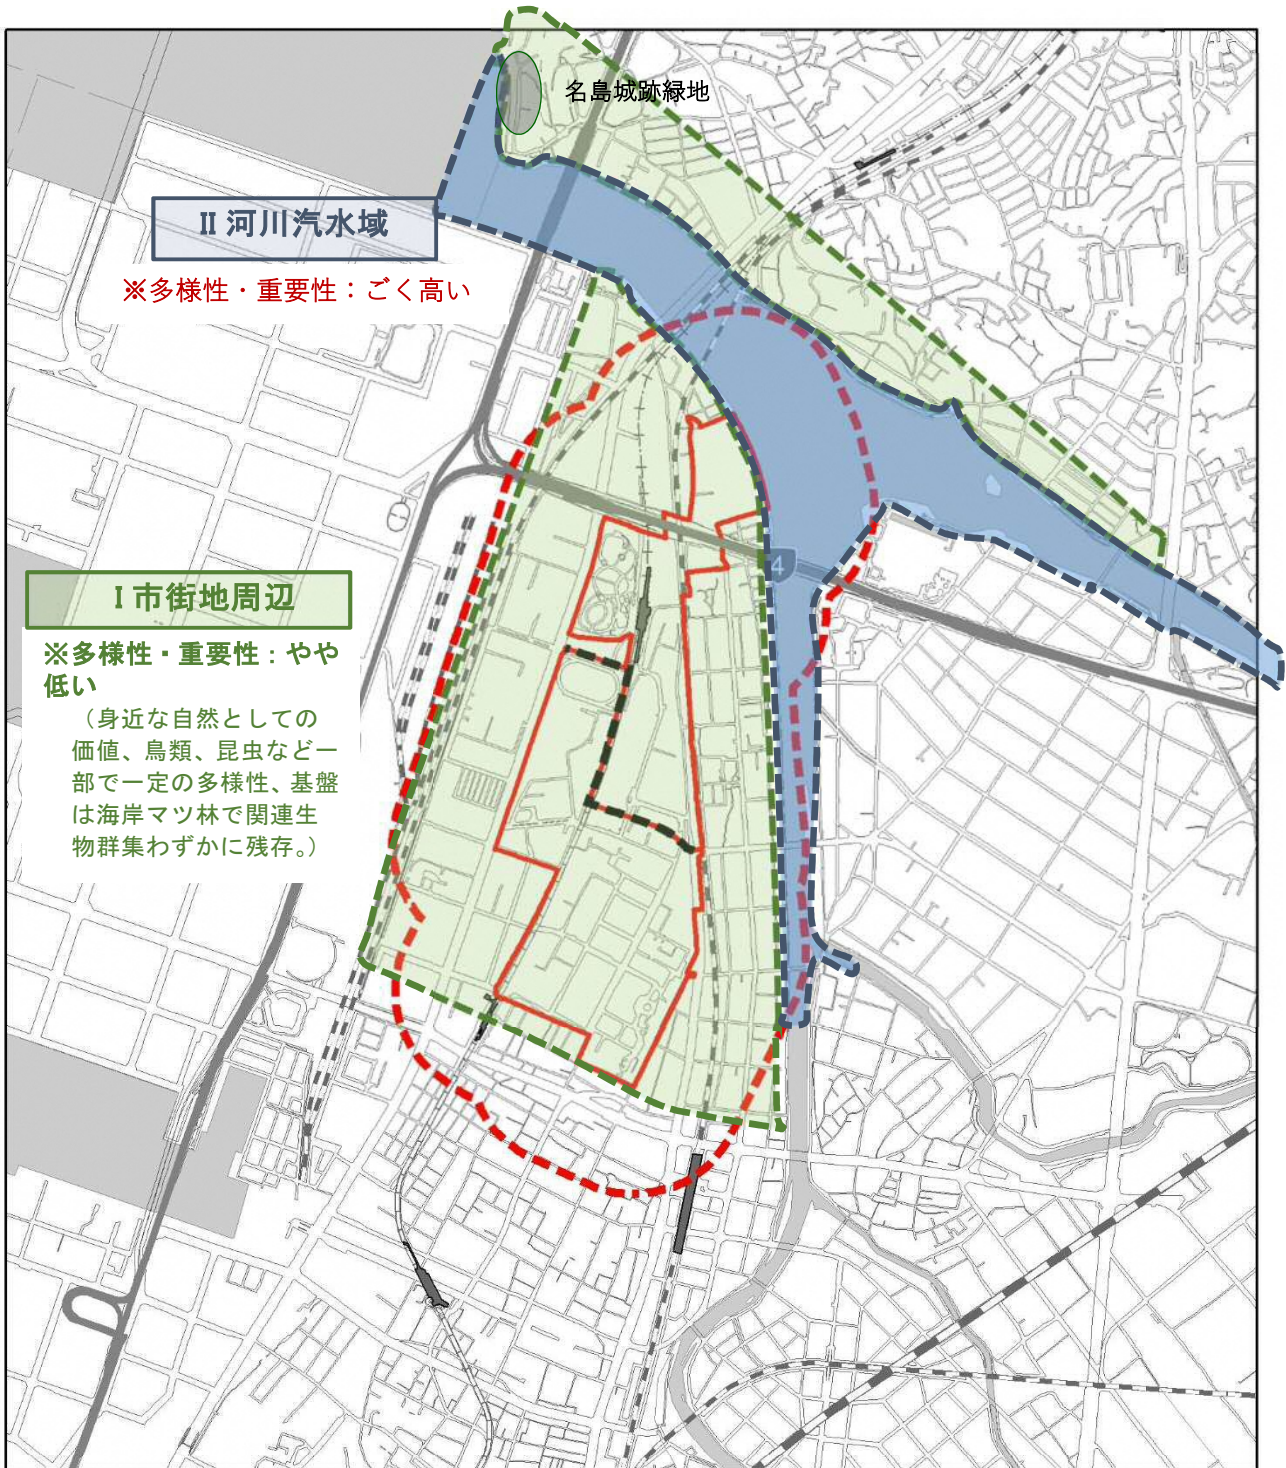 名島城跡緑地
Ⅱ 河川汽水域
※多様性・重要性：ごく高い
4
Ⅰ 市街地周辺
※多様性・重要性：やや
低い
（身近な自然としての
価値、鳥類、昆虫など一
部で一定の多様性、基盤
は海岸マツ林で関連生
物群集わずかに残存。）